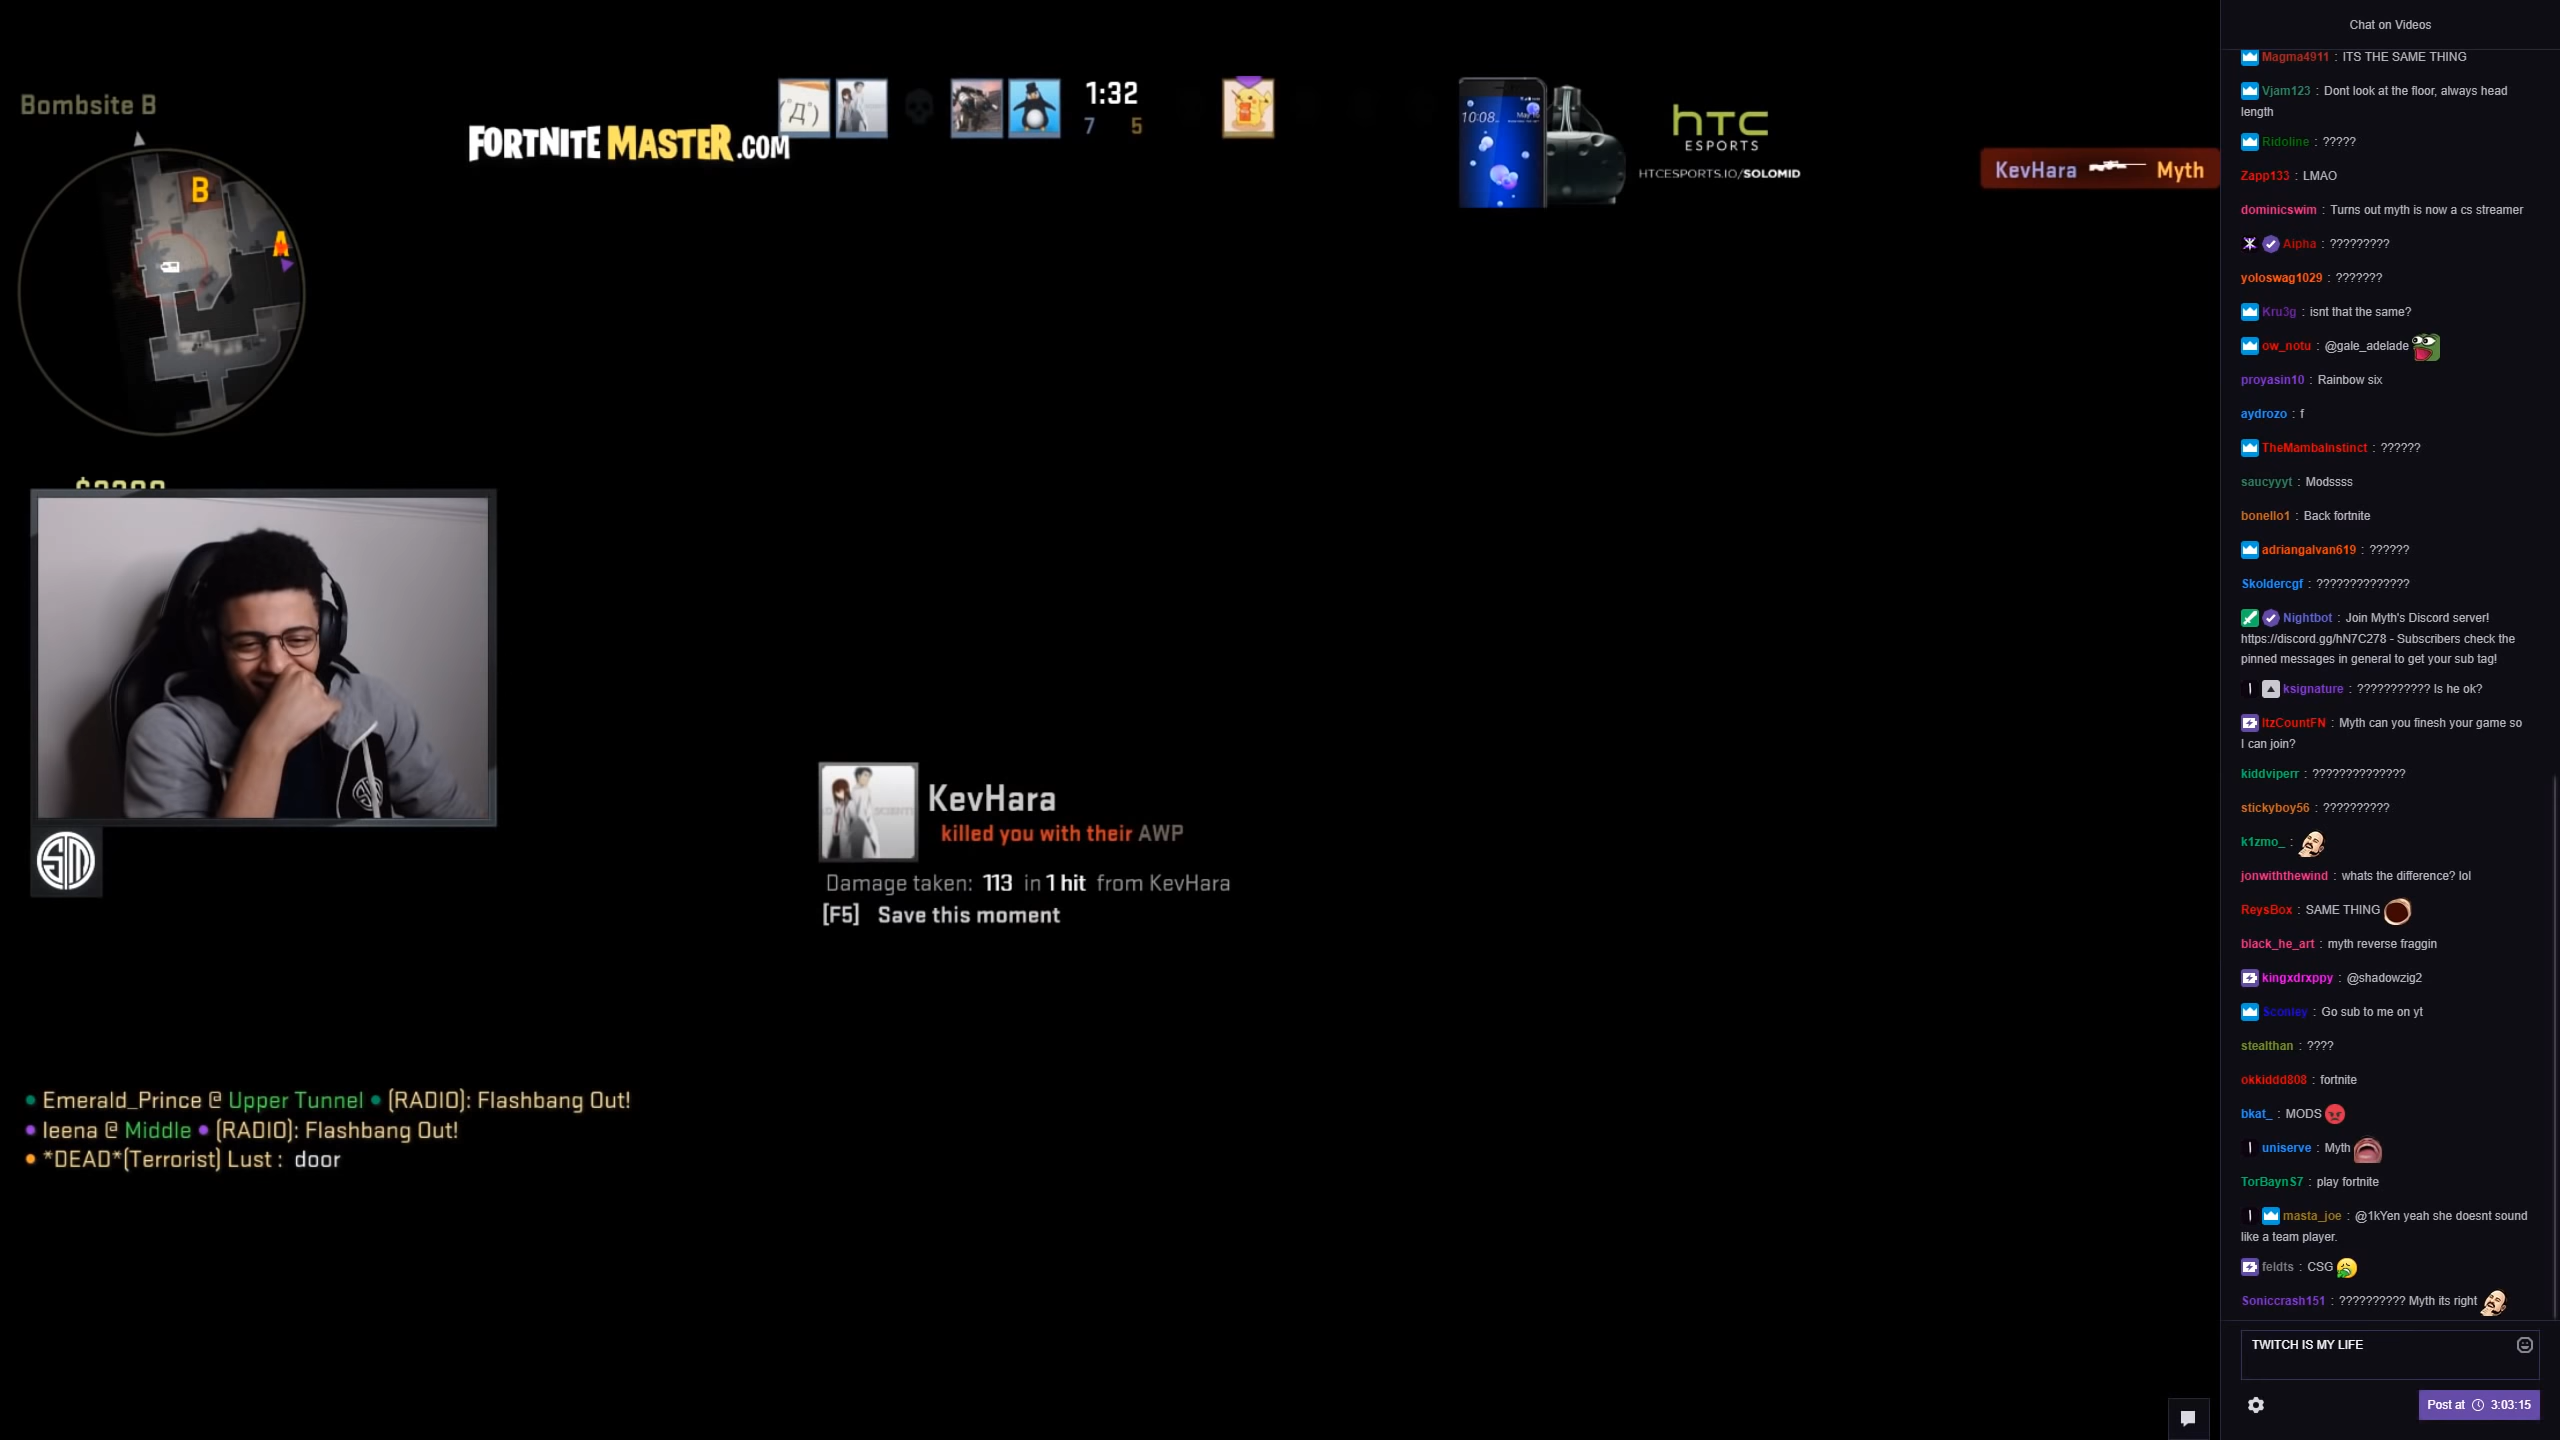 Bombsite B
B
A
FORTNITE MASTER.COM
(゚Д゚)
1:32
7 5
10:08
hTC
ESPORTS
HTCESPORTS.IO/SOLOMID
KevHara Myth
KevHara
killed you with their AWP
Damage taken: 113 in 1 hit from KevHara
[F5] Save this moment
Emerald_Prince @ Upper Tunnel • (RADIO): Flashbang Out!
leena @ Middle • (RADIO): Flashbang Out!
*DEAD*(Terrorist) Lust : door
Chat on Videos
Magma4911 : ITS THE SAME THING
Vjam123 : Dont look at the floor, always head
length
Ridoline : ?????
Zapp133 : LMAO
dominicswim : Turns out myth is now a cs streamer
Aipha : ?????????
yoloswag1029 : ???????
Kru3g : isnt that the same?
ow_notu : @gale_adelade
proyasin10 : Rainbow six
aydrozo : f
TheMambaInstinct : ??????
saucyyyt : Modssss
bonello1 : Back fortnite
adriangalvan619 : ??????
Skoldercgf : ??????????????
Nightbot : Join Myth's Discord server!
https://discord.gg/hN7C278 - Subscribers check the
pinned messages in general to get your sub tag!
ksignature : ??????????? Is he ok?
ItzCountFN : Myth can you finesh your game so
I can join?
kiddviperr : ??????????????
stickyboy56 : ??????????
k1zmo_ :
jonwiththewind : whats the difference? lol
ReysBox : SAME THING
black_he_art : myth reverse fraggin
kingxdrxppy : @shadowzig2
Sconley : Go sub to me on yt
stealthan : ????
okkiddd808 : fortnite
bkat_ : MODS
uniserve : Myth
TorBaynS7 : play fortnite
masta_joe : @1kYen yeah she doesnt sound
like a team player.
feldts : CSG
Soniccrash151 : ?????????? Myth its right
TWITCH IS MY LIFE
Post at 3:03:15